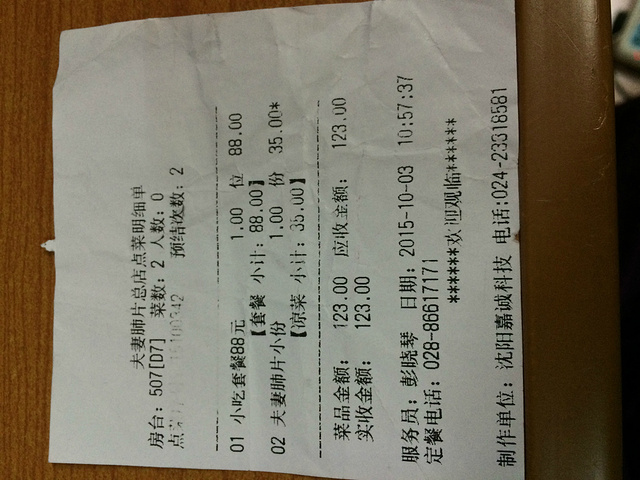 夫妻肺片总店点菜明细单
房台: 507[D7] 菜数: 2 人数: 0
点 预结次数: 2
01 小吃套餐88元 1.00 位 88.00
【套餐 小计: 88.00】
02 夫妻肺片小份 1.00 份 35.00*
【凉菜 小计: 35.00】
菜品金额: 123.00 应收金额: 123.00
实收金额: 123.00
服务员: 彭晓琴 日期: 2015-10-03 10:57:37
定餐电话: 028-86617171
******欢迎观临******
制作单位: 沈阳嘉诚科技 电话:024-23318581